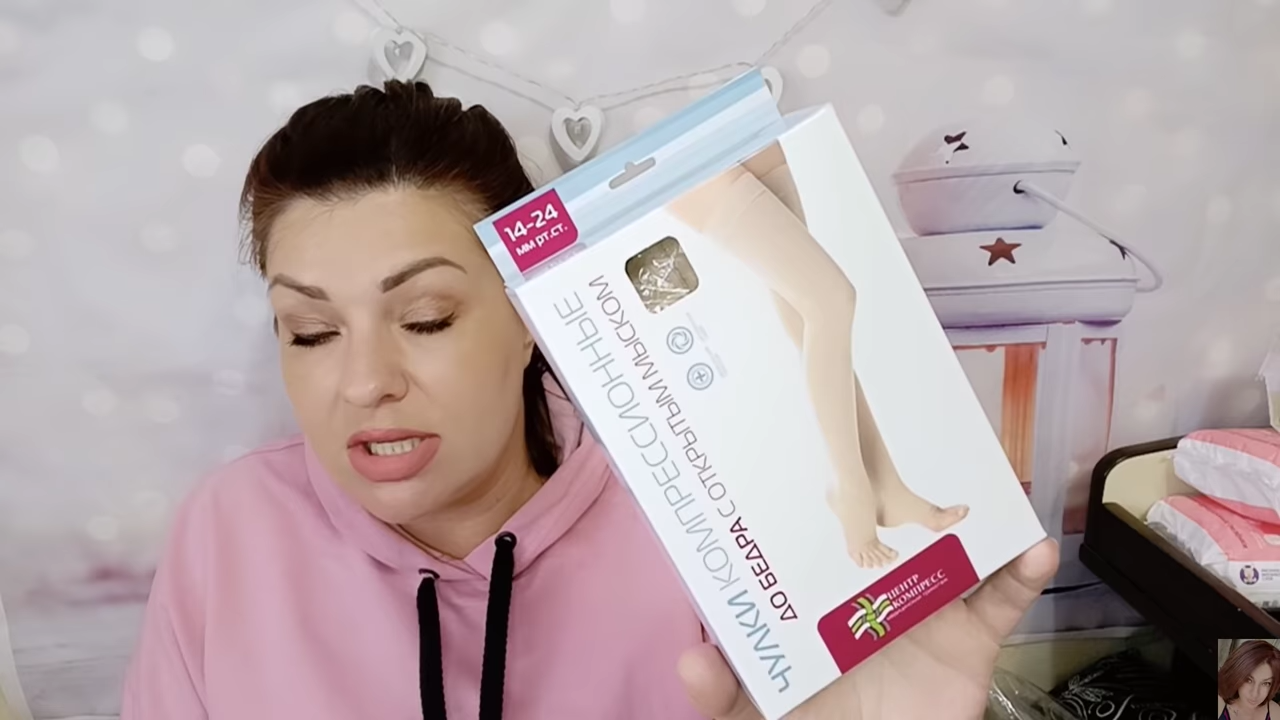 14-24
мм рт.ст.
ЧУЛКИ КОМПРЕССИОННЫЕ
ДО БЕДРА С ОТКРЫТЫМ МЫСКОМ
ЦЕНТР
КОМПРЕСС